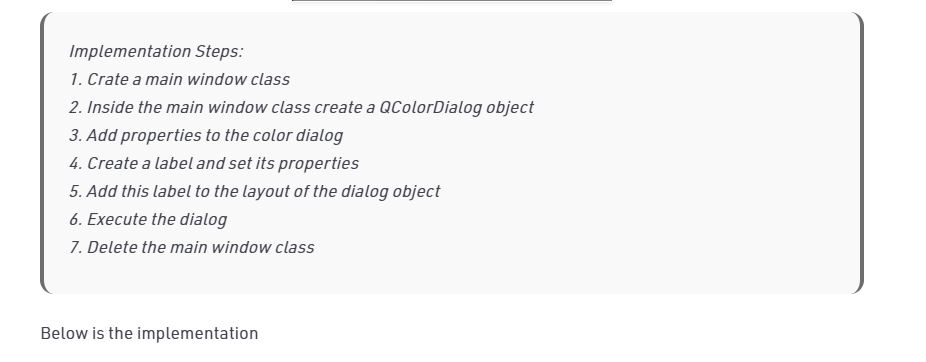 Implementation Steps:
1. Crate a main window class
2. Inside the main window class create a QColorDialog object
3. Add properties to the color dialog
4. Create a label and set its properties
5. Add this label to the layout of the dialog object
6. Execute the dialog
7. Delete the main window class
Below is the implementation